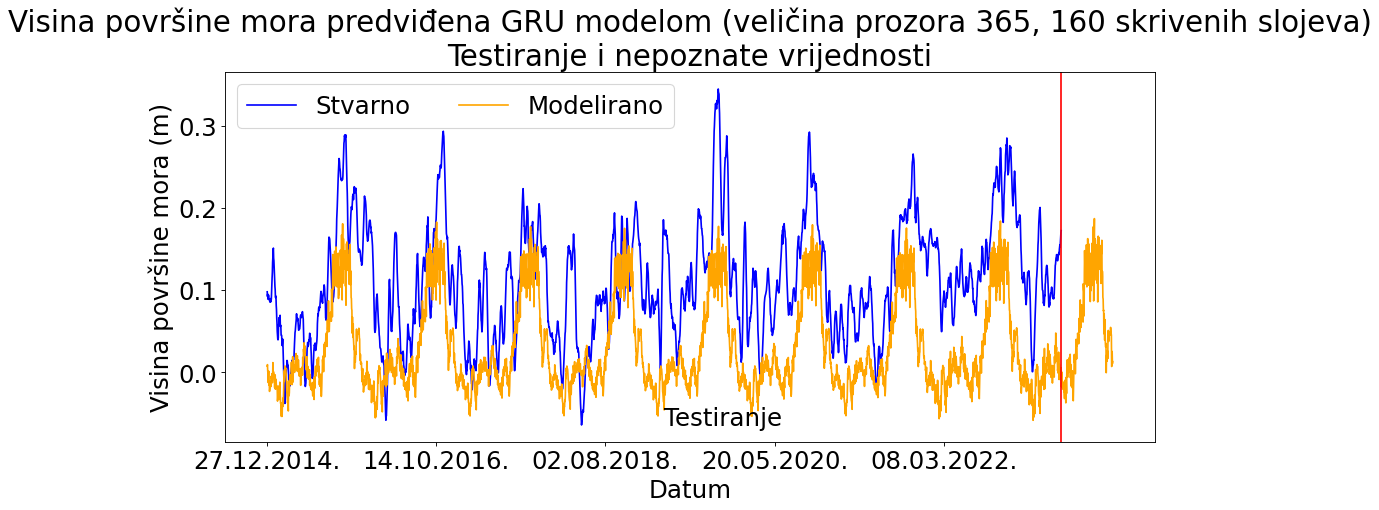 Visina površine mora predviđena GRU modelom (veličina prozora 365, 160 skrivenih slojeva)
Testiranje i nepoznate vrijednosti
Stvarno
Modelirano
Visina površine mora (m)
0.3
0.2
0.1
0.0
Testiranje
27.12.2014.
14.10.2016.
02.08.2018.
20.05.2020.
08.03.2022.
Datum